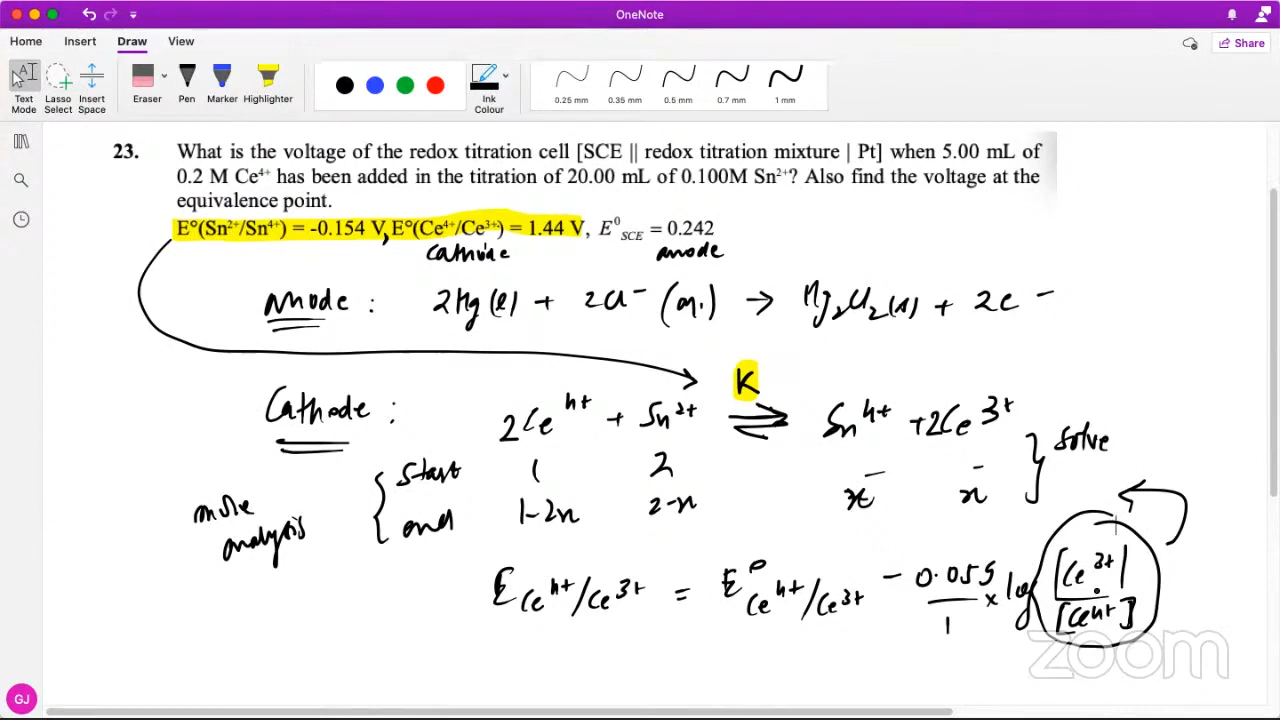 OneNote
Home Insert Draw View
Share
Text Mode
Lasso Select
Insert Space
Eraser
Pen
Marker
Highlighter
Ink Colour
0.25 mm 0.35 mm 0.5 mm 0.7 mm 1 mm
23. What is the voltage of the redox titration cell [SCE || redox titration mixture | Pt] when 5.00 mL of
0.2 M Ce⁴⁺ has been added in the titration of 20.00 mL of 0.100M Sn²⁺? Also find the voltage at the
equivalence point.
E°(Sn²⁺/Sn⁴⁺) = -0.154 V, E°(Ce⁴⁺/Ce³⁺) = 1.44 V, E⁰SCE = 0.242
cathode anode
Anode : 2Hg(l) + 2Cl⁻ (aq.) → Hg₂Cl₂(s) + 2e⁻
K
Cathode : 2Ce⁴⁺ + Sn²⁺ ⇌ Sn⁴⁺ + 2Ce³⁺
start 1 2 - - } solve
mole analysis { end 1-2x 2-x x x
E Ce⁴⁺/Ce³⁺ = E° Ce⁴⁺/Ce³⁺ - 0.059/1 × log [Ce³⁺]/[Ce⁴⁺]
zoom
GJ